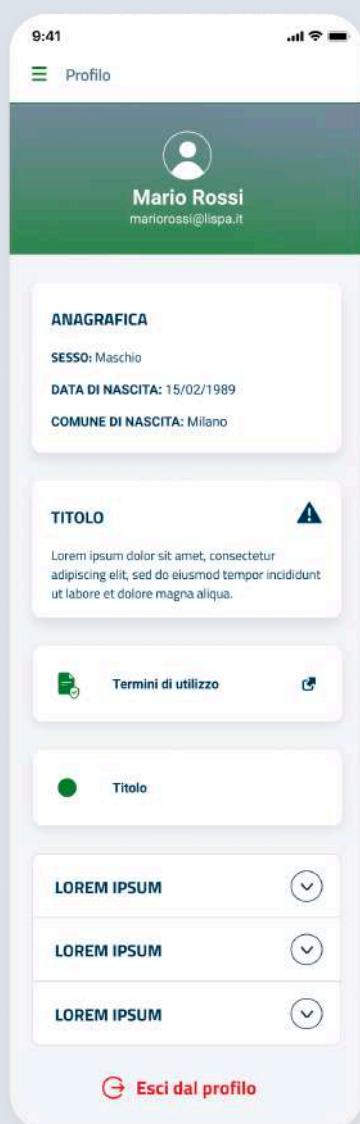 9:41
Profilo
Mario Rossi
mariorossi@lispa.it
ANAGRAFICA
SESSO: Maschio
DATA DI NASCITA: 15/02/1989
COMUNE DI NASCITA: Milano
TITOLO
Lorem ipsum dolor sit amet, consectetur
adipiscing elit, sed do eiusmod tempor incididunt
ut labore et dolore magna aliqua.
Termini di utilizzo
Titolo
LOREM IPSUM
LOREM IPSUM
LOREM IPSUM
Esci dal profilo